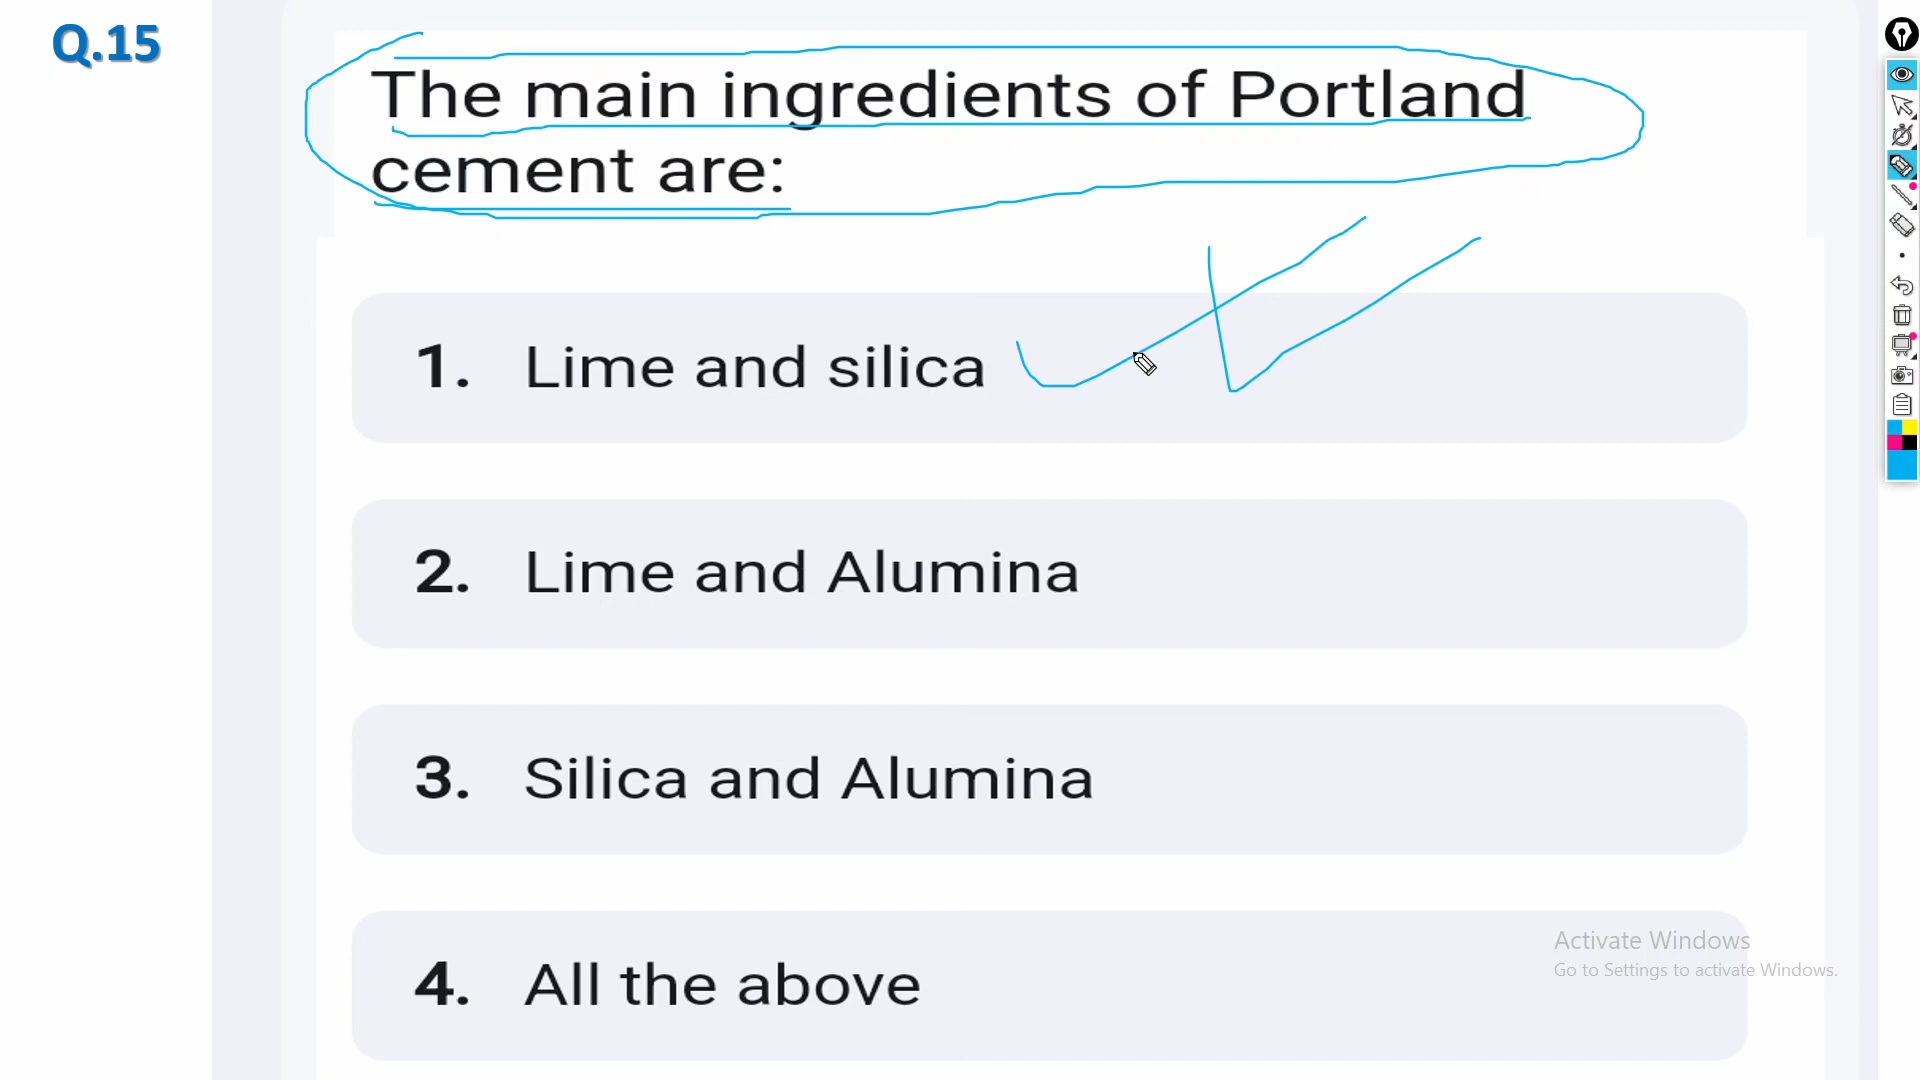 Q.15
The main ingredients of Portland
cement are:
1. Lime and silica
2. Lime and Alumina
3. Silica and Alumina
4. All the above
Activate Windows
Go to Settings to activate Windows.